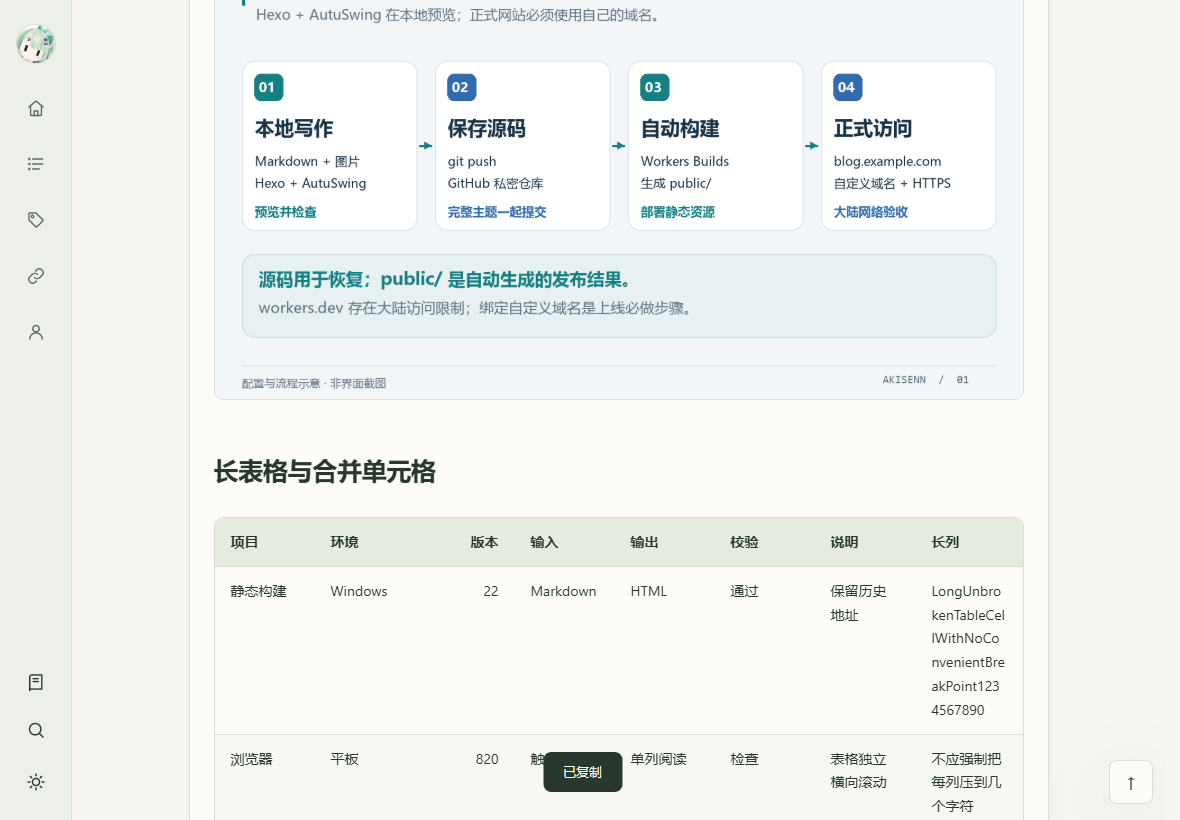 Hexo + AutuSwing 在本地预览；正式网站必须使用自己的域名。
01
本地写作
Markdown + 图片
Hexo + AutuSwing
预览并检查
02
保存源码
git push
GitHub 私密仓库
完整主题一起提交
03
自动构建
Workers Builds
生成 public/
部署静态资源
04
正式访问
blog.example.com
自定义域名 + HTTPS
大陆网络验收
源码用于恢复；public/ 是自动生成的发布结果。
workers.dev 存在大陆访问限制；绑定自定义域名是上线必做步骤。
配置与流程示意 · 非界面截图
AKISENN / 01
长表格与合并单元格
项目 环境 版本 输入 输出 校验 说明 长列
静态构建 Windows 22 Markdown HTML 通过 保留历史
地址
LongUnbro
kenTableCel
lWithNoCo
nvenientBre
akPoint123
4567890
浏览器 平板 820 触 单列阅读 检查 表格独立
横向滚动
不应强制把
每列压到几
个字符
已复制
↑